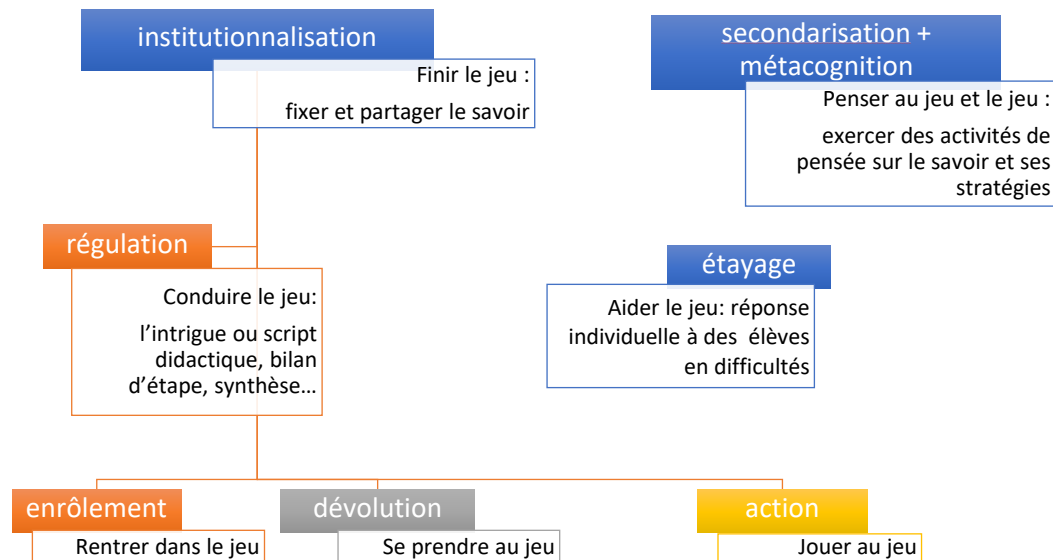 institutionnalisation
Finir le jeu :
fixer et partager le savoir
secondarisation +
métacognition
Penser au jeu et le jeu :
exercer des activités de
pensée sur le savoir et ses
stratégies
régulation
Conduire le jeu:
l'intrigue ou script
didactique, bilan
d'étape, synthèse…
étayage
Aider le jeu: réponse
individuelle à des élèves
en difficultés
enrôlement
Rentrer dans le jeu
dévolution
Se prendre au jeu
action
Jouer au jeu